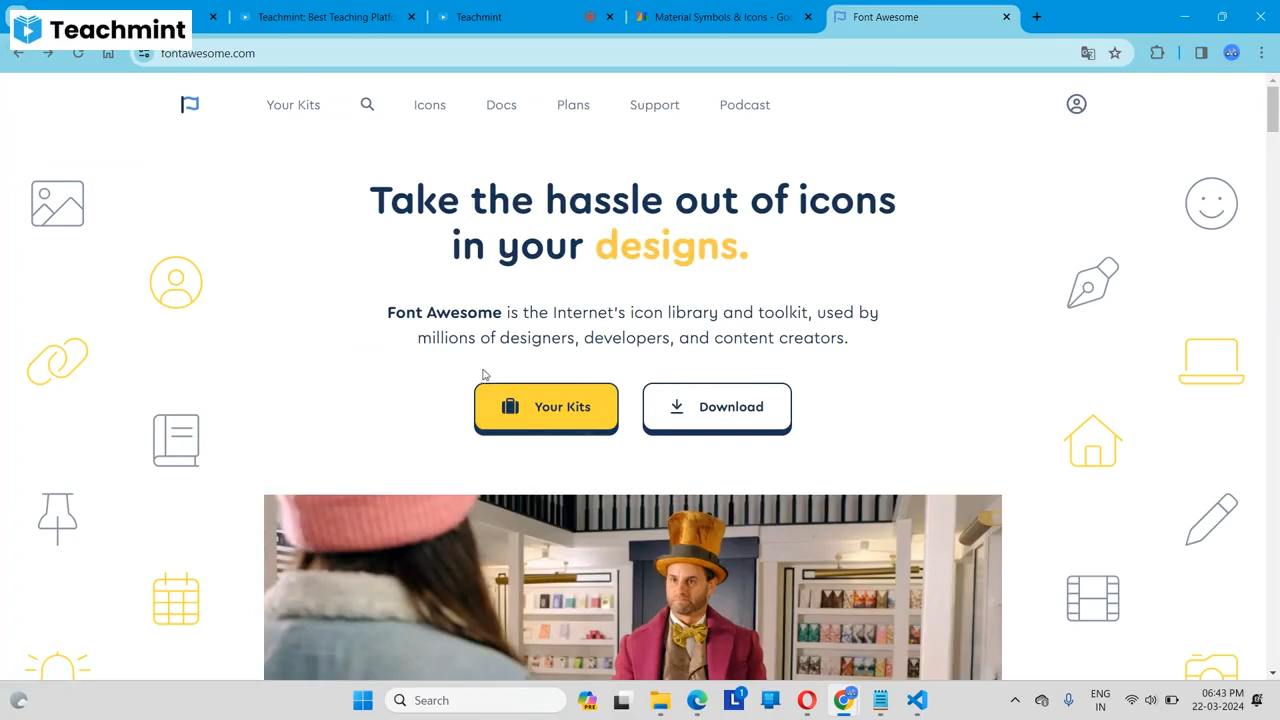 Teachmint
Teachmint: Best Teaching Platfo
Teachmint
Material Symbols & Icons - Goo
Font Awesome
fontawesome.com
Your Kits
Icons
Docs
Plans
Support
Podcast
Take the hassle out of icons
in your designs.
Font Awesome is the Internet's icon library and toolkit, used by
millions of designers, developers, and content creators.
Your Kits
Download
Search
PRE
L
1
ENG
IN
06:43 PM
22-03-2024